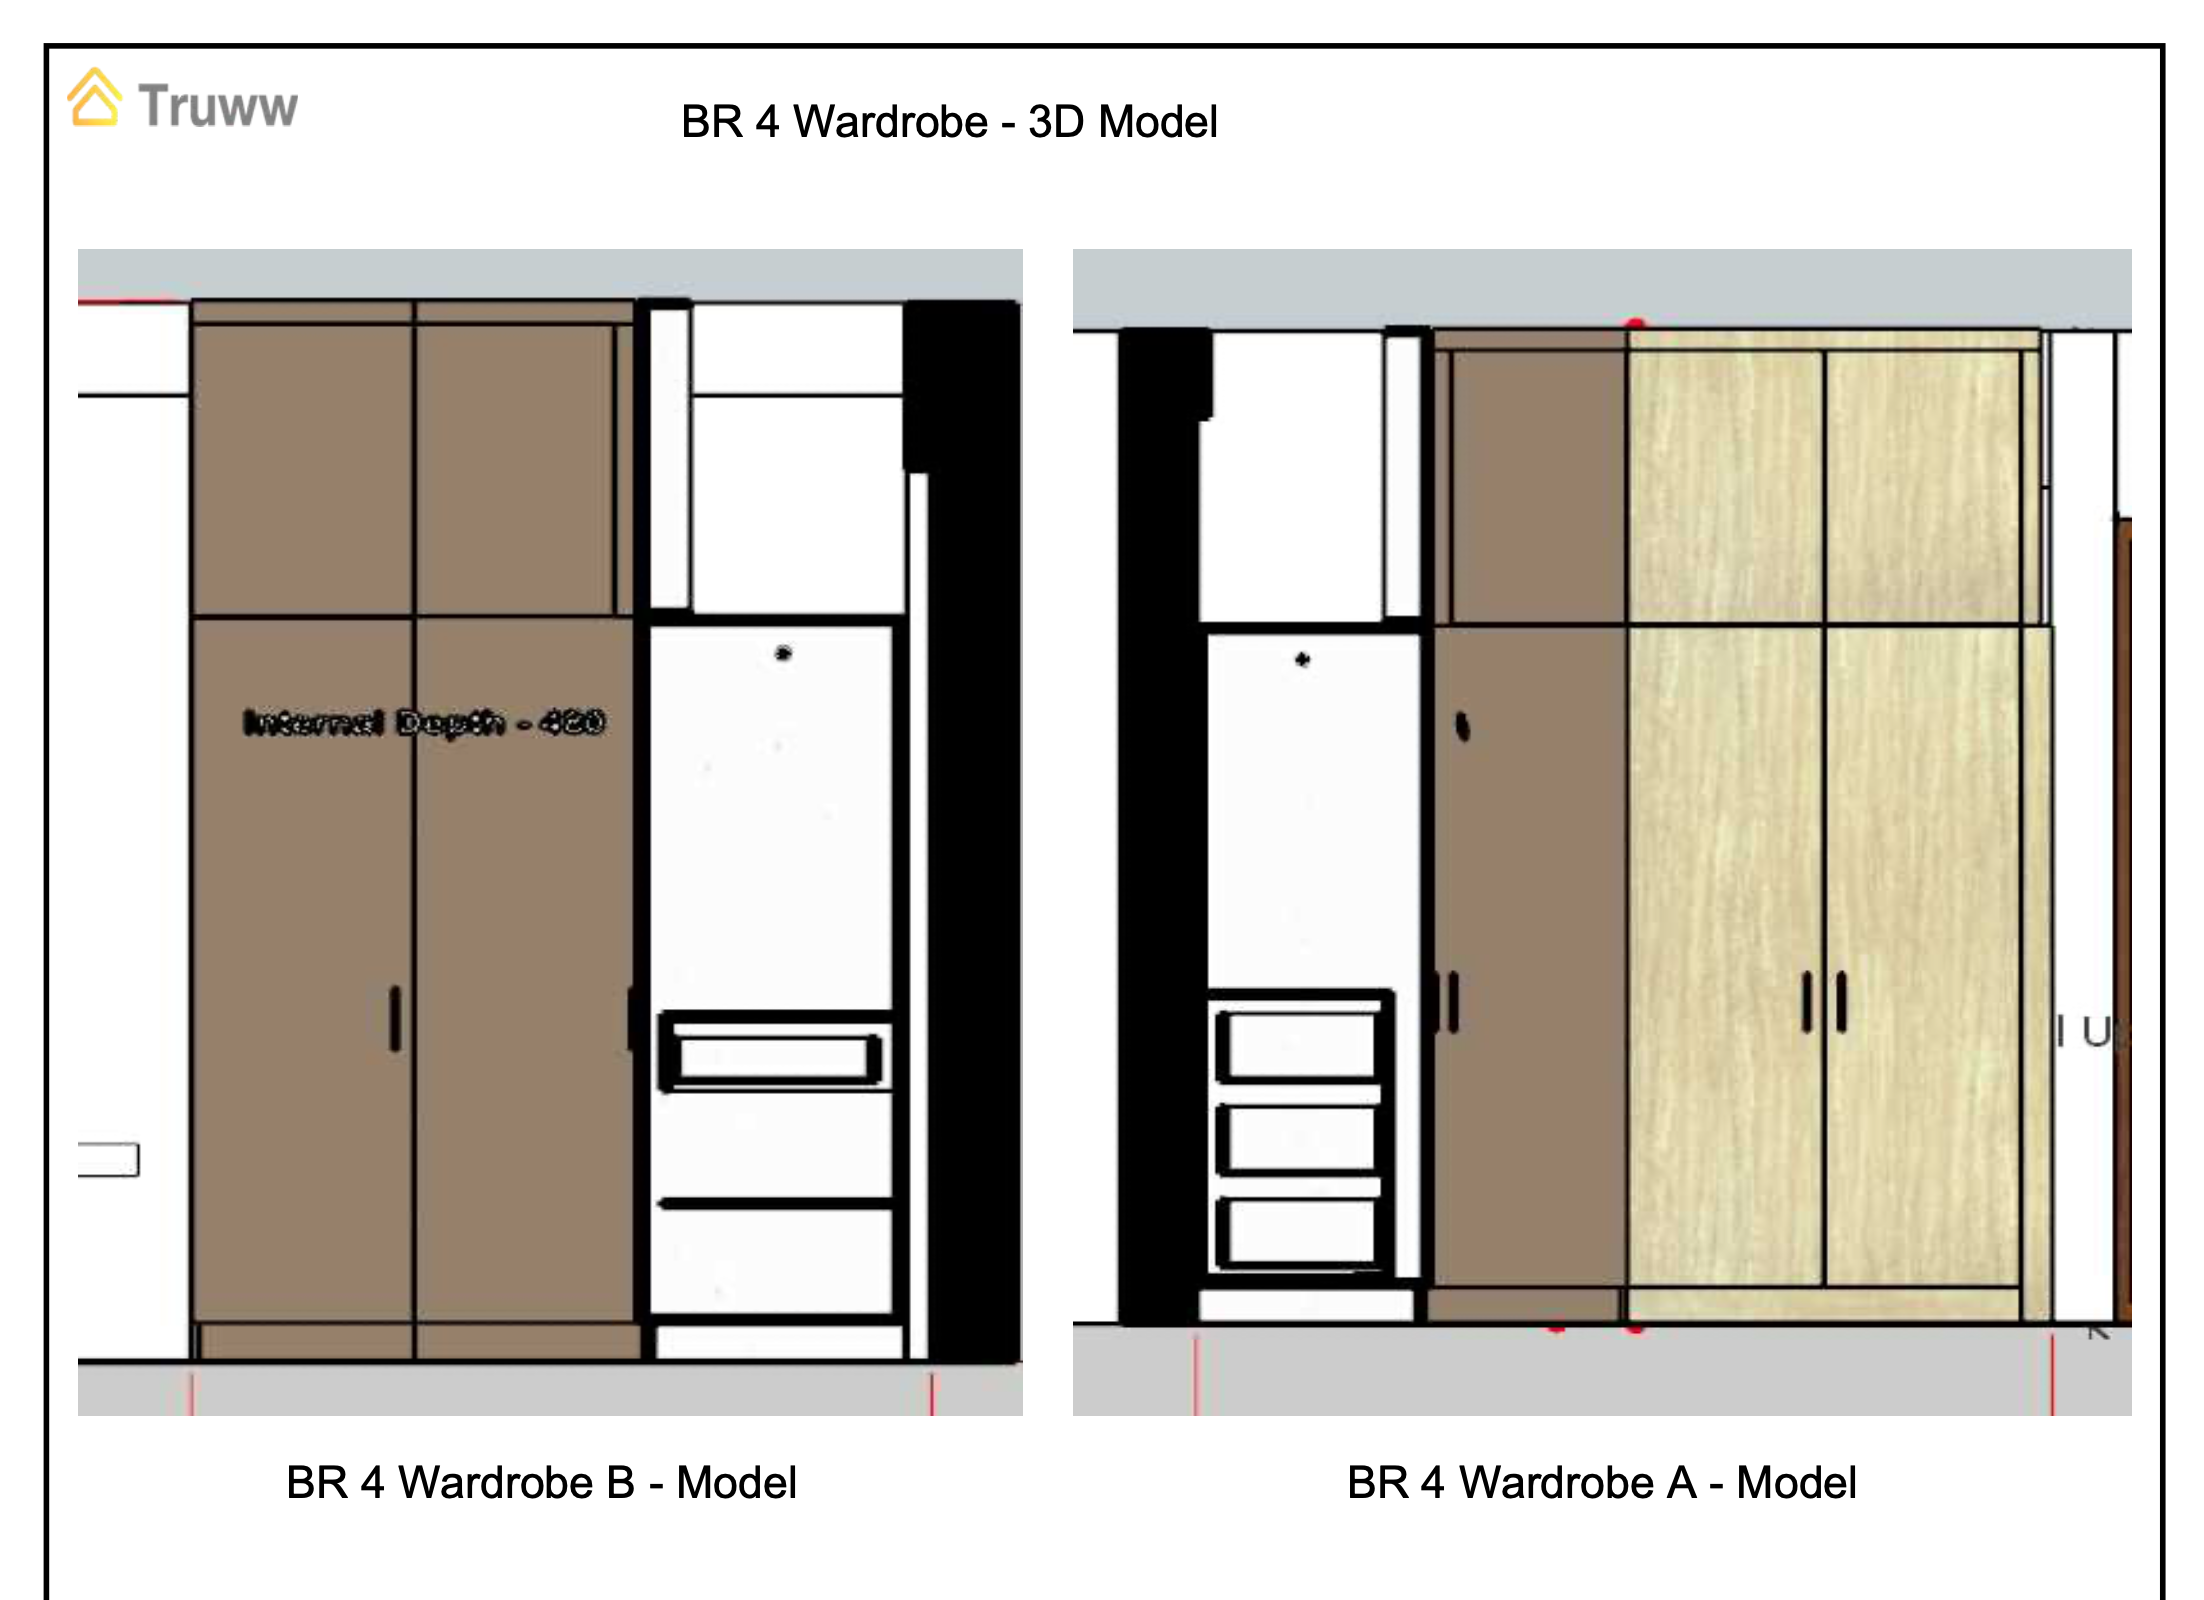 Truww
BR 4 Wardrobe - 3D Model
Internal Depth - 420
I U
BR 4 Wardrobe B - Model
BR 4 Wardrobe A - Model